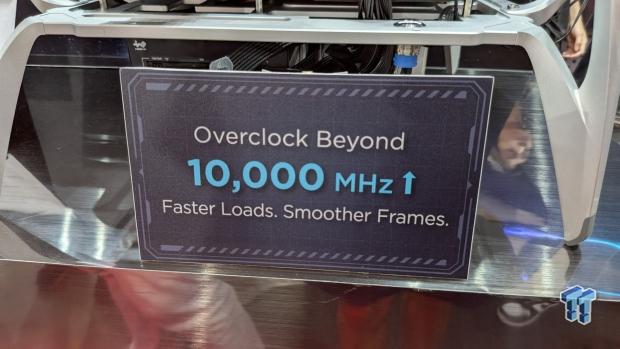 Overclock Beyond
10,000 MHz ↑
Faster Loads. Smoother Frames.